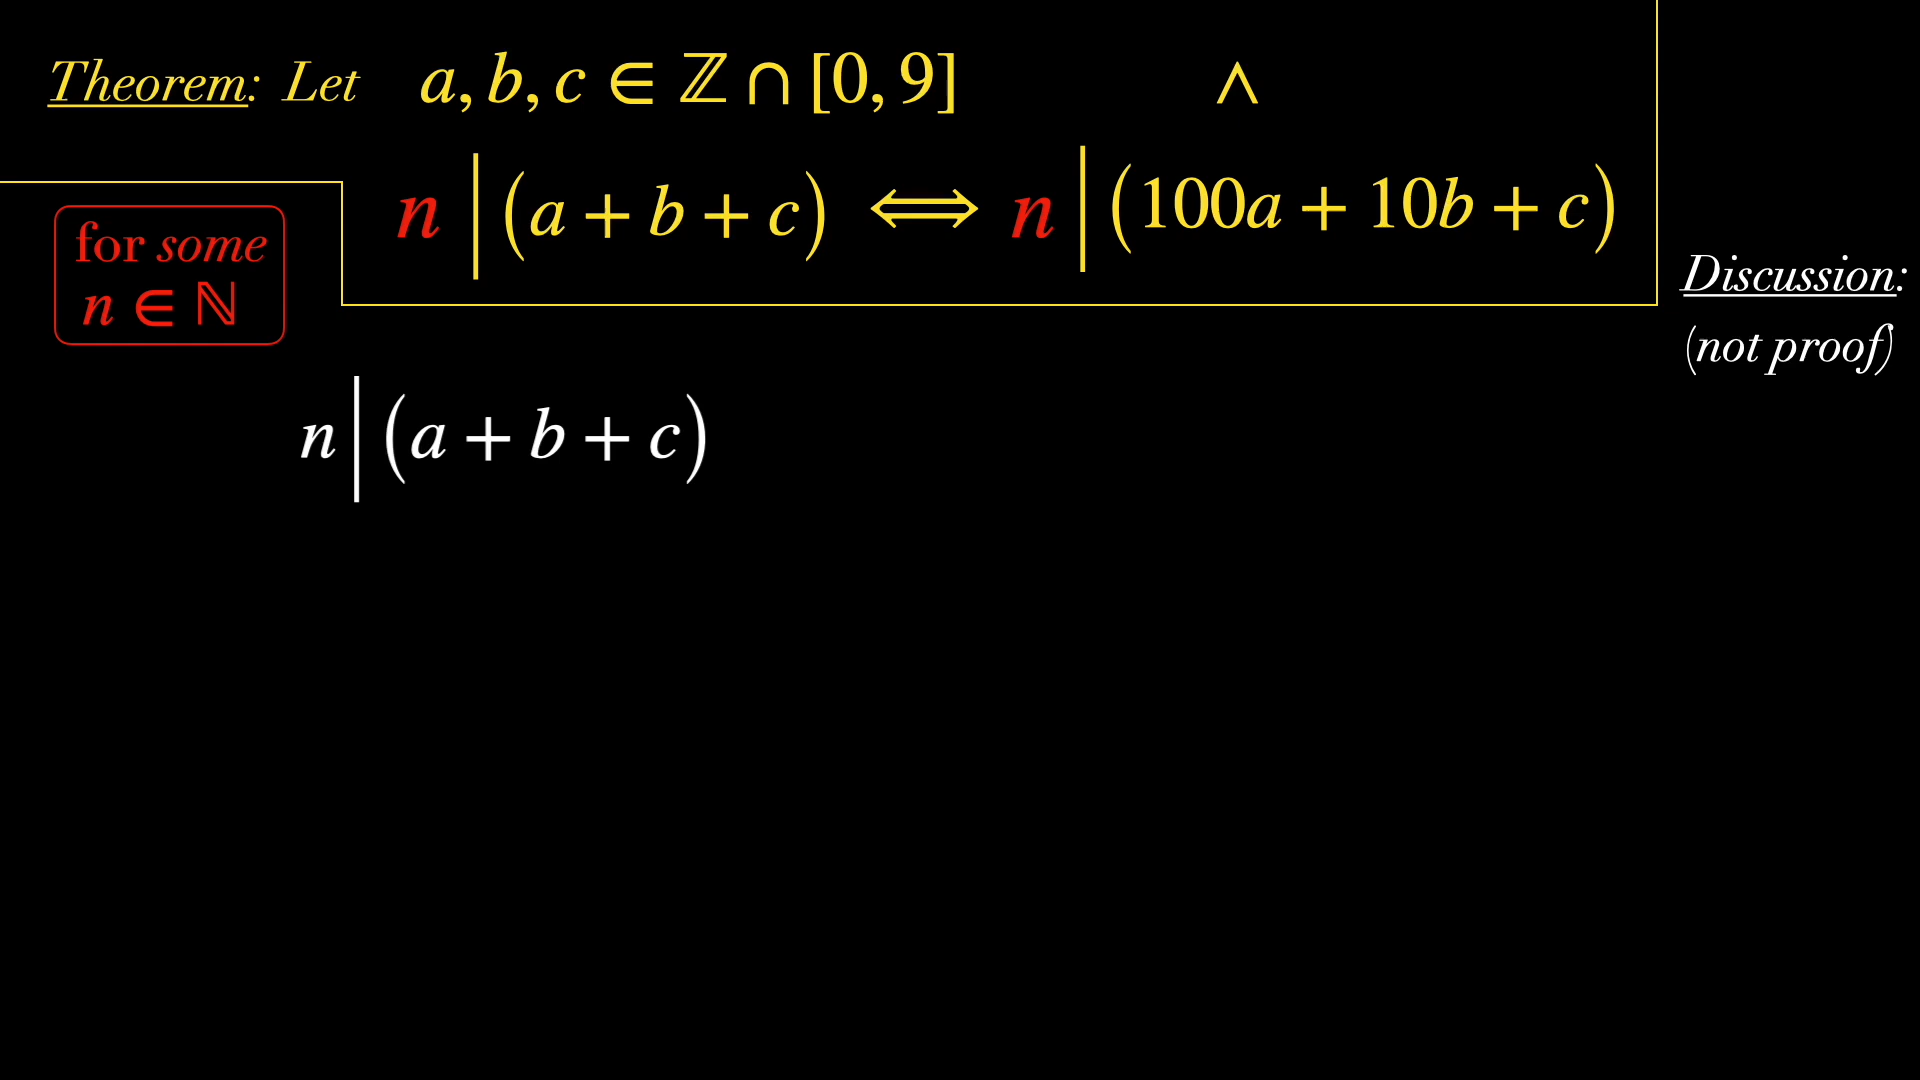 Theorem: Let a, b, c ∈ ℤ ∩ [0, 9] ∧
n | (a + b + c) ⟺ n | (100a + 10b + c)
for some
n ∈ ℕ
Discussion:
(not proof)
n | (a + b + c)